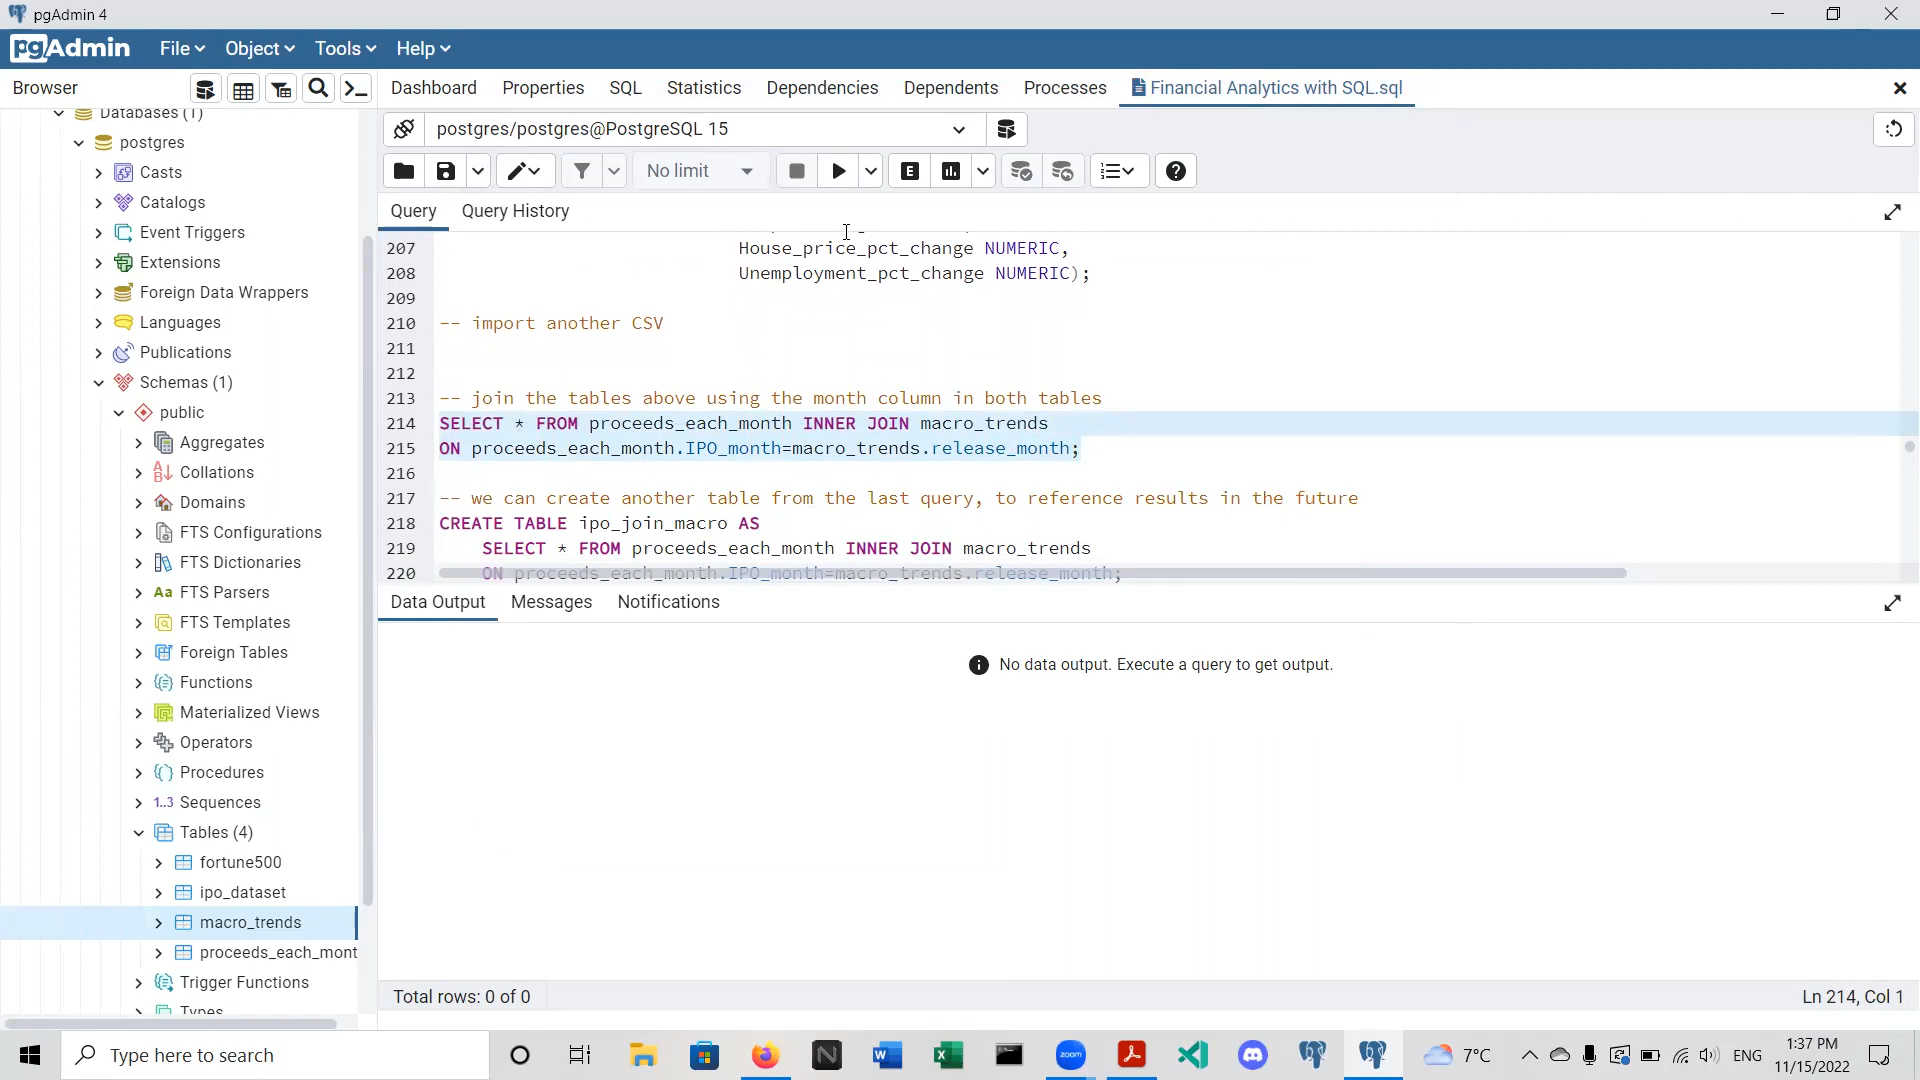 pgAdmin 4
pgAdmin File Object Tools Help
Browser
Dashboard Properties SQL Statistics Dependencies Dependents Processes Financial Analytics with SQL.sql
postgres/postgres@PostgreSQL 15
No limit
Query Query History
207 House_price_pct_change NUMERIC,
208 Unemployment_pct_change NUMERIC);
209
210 -- import another CSV
211
212
213 -- join the tables above using the month column in both tables
214 SELECT * FROM proceeds_each_month INNER JOIN macro_trends
215 ON proceeds_each_month.IPO_month=macro_trends.release_month;
216
217 -- we can create another table from the last query, to reference results in the future
218 CREATE TABLE ipo_join_macro AS
219 SELECT * FROM proceeds_each_month INNER JOIN macro_trends
220 ON proceeds_each_month.IPO_month=macro_trends.release_month;
Data Output Messages Notifications
No data output. Execute a query to get output.
Total rows: 0 of 0
Ln 214, Col 1
Databases (1)
postgres
Casts
Catalogs
Event Triggers
Extensions
Foreign Data Wrappers
Languages
Publications
Schemas (1)
public
Aggregates
Collations
Domains
FTS Configurations
FTS Dictionaries
Aa FTS Parsers
FTS Templates
Foreign Tables
Functions
Materialized Views
Operators
Procedures
1..3 Sequences
Tables (4)
fortune500
ipo_dataset
macro_trends
proceeds_each_mont
Trigger Functions
Types
Type here to search
zoom
7°C
ENG
1:37 PM
11/15/2022